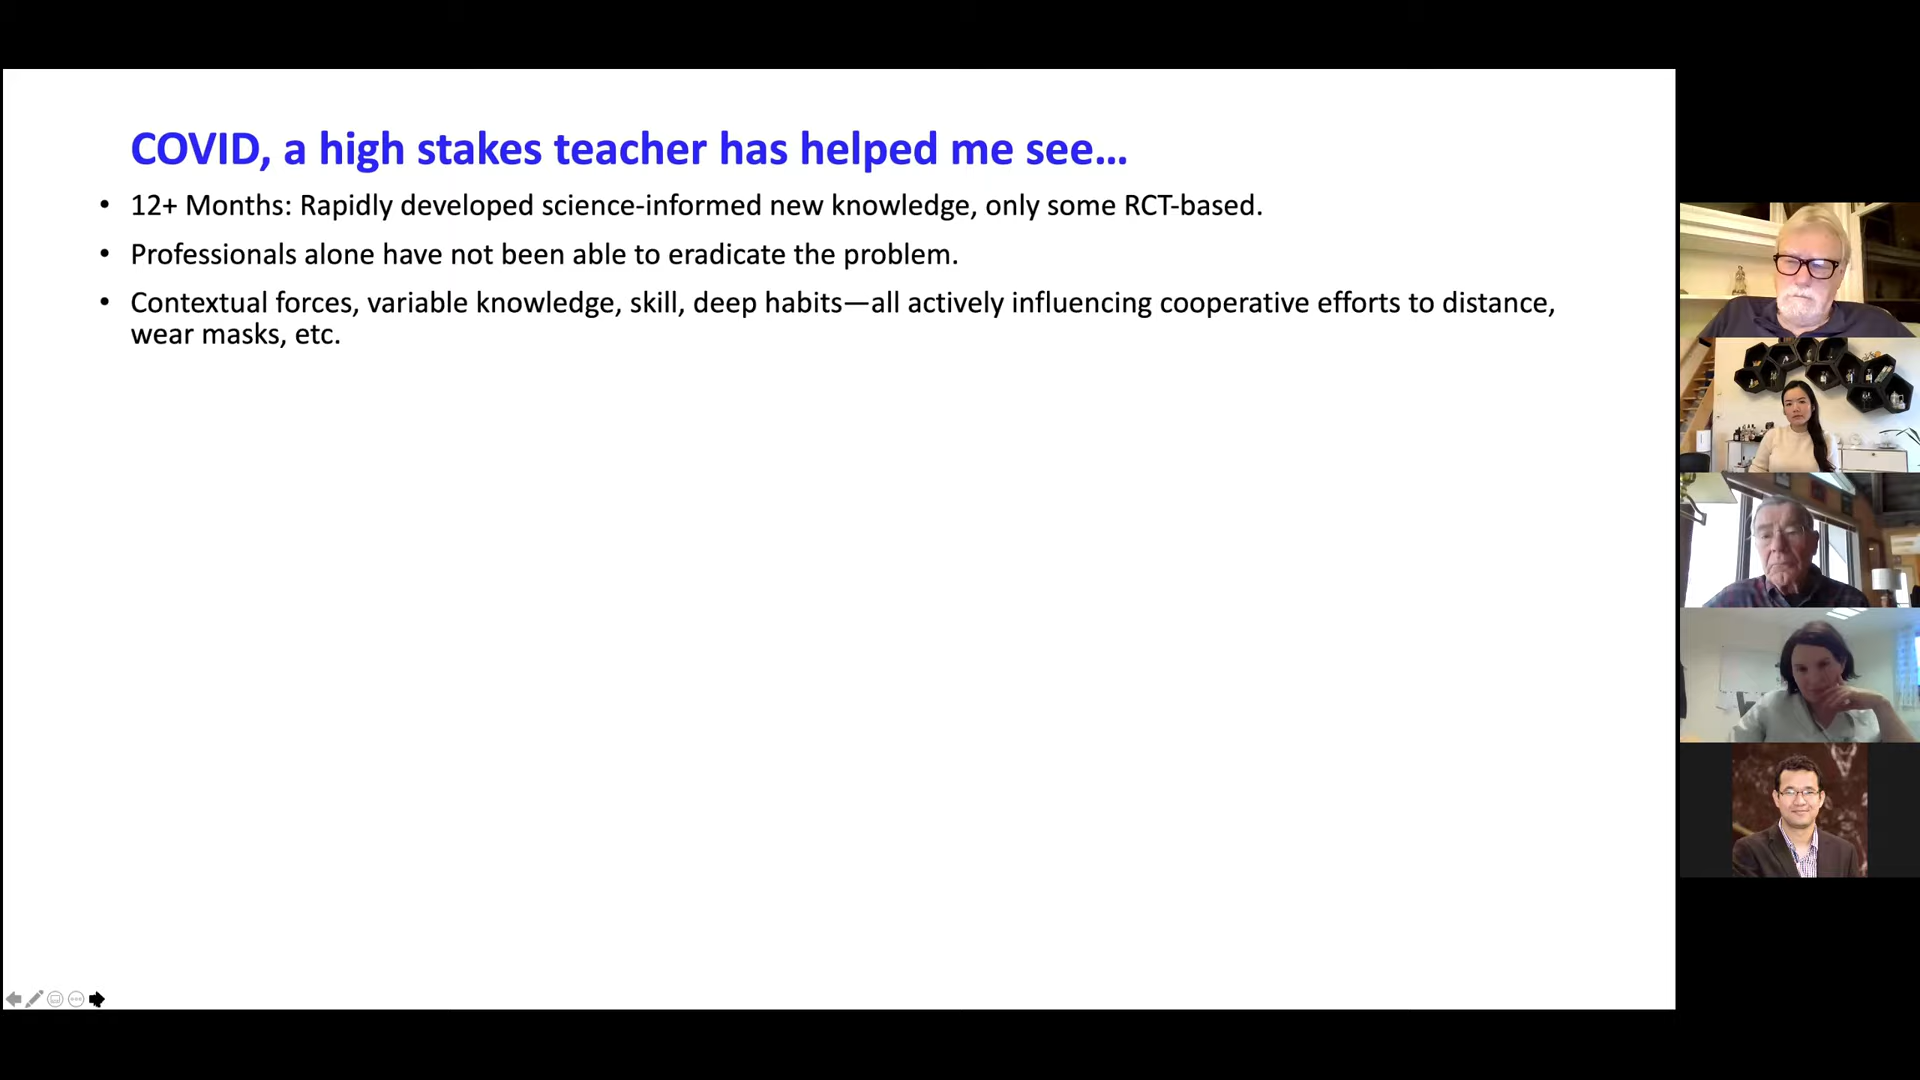 COVID, a high stakes teacher has helped me see…
• 12+ Months: Rapidly developed science-informed new knowledge, only some RCT-based.
• Professionals alone have not been able to eradicate the problem.
• Contextual forces, variable knowledge, skill, deep habits—all actively influencing cooperative efforts to distance,
wear masks, etc.